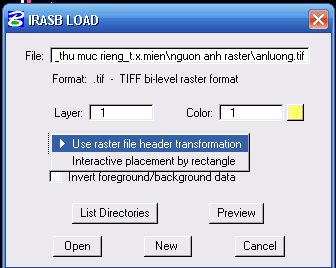 IRASB LOAD
File: _thu muc rieng_t.x.mien\nguon anh raster\anluong.tif
Format: .tif - TIFF bi-level raster format
Layer: 1 Color: 1
Use raster file header transformation
Interactive placement by rectangle
Invert foreground/background data
List Directories Preview
Open New Cancel